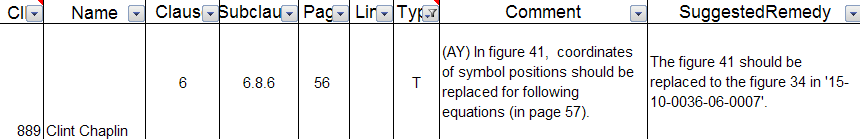 Cl Name Claus Subclau Pag Lin Typ Comment SuggestedRemedy
(AY) In figure 41, coordinates
of symbol positions should be
replaced for following
equations (in page 57).
The figure 41 should be
replaced to the figure 34 in '15-
10-0036-06-0007'.
6 6.8.6 56 T
889 Clint Chaplin